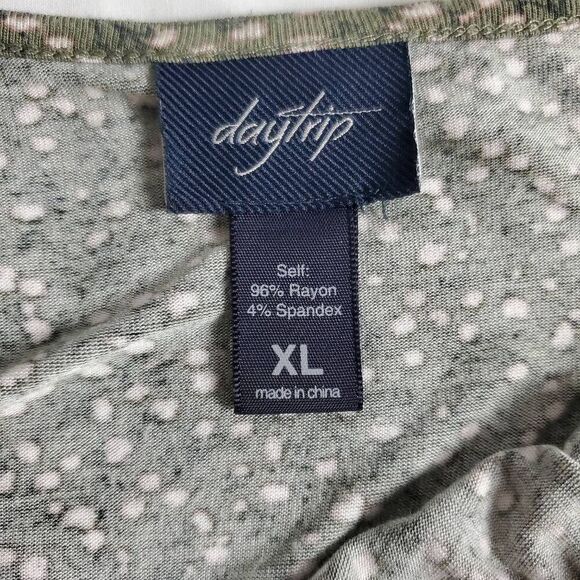 daytrip
Self:
96% Rayon
4% Spandex
XL
made in china